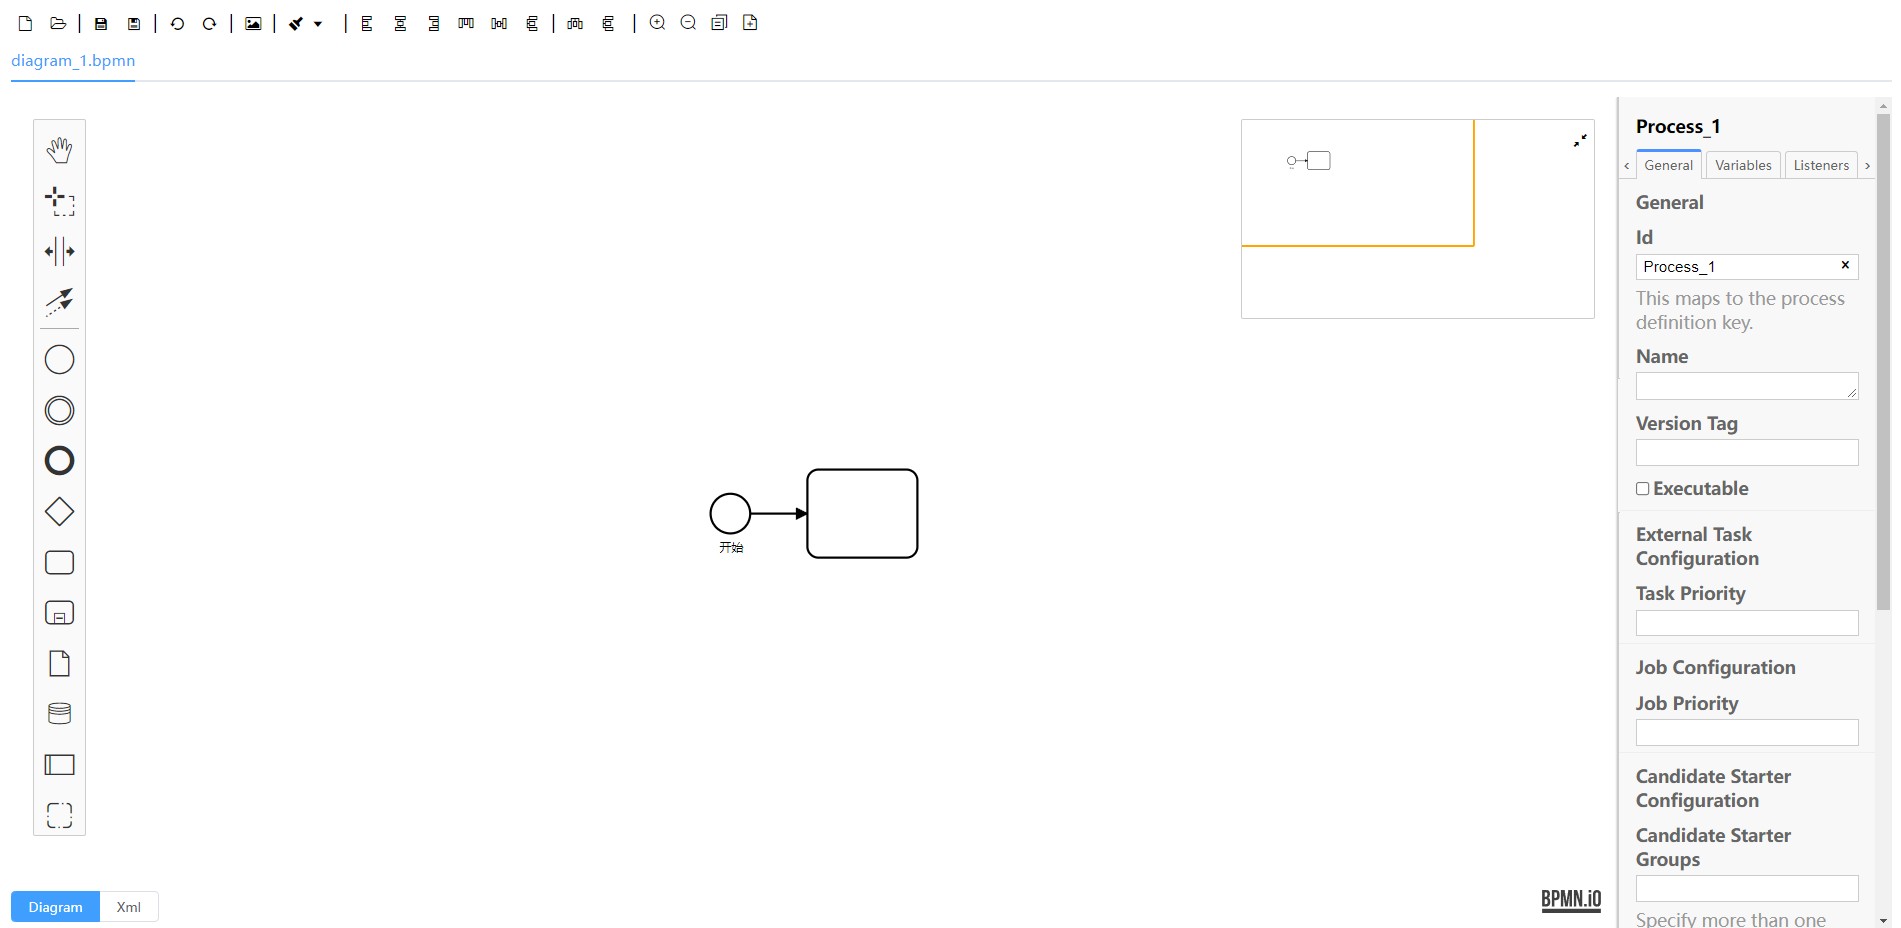 diagram_1.bpmn
Process_1
General
Variables
Listeners
General
Id
Process_1
This maps to the process
definition key.
Name
Version Tag
Executable
External Task
Configuration
Task Priority
Job Configuration
Job Priority
Candidate Starter
Configuration
Candidate Starter
Groups
Specify more than one
开始
Diagram
Xml
BPMN.iO